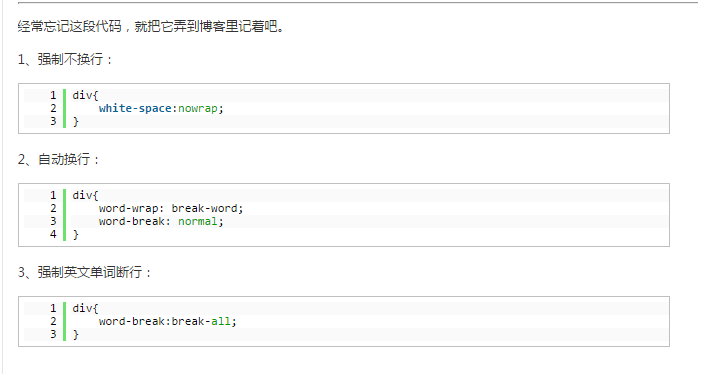 经常忘记这段代码，就把它弄到博客里记着吧。
1、强制不换行：
1 div{
2     white-space:nowrap;
3 }
2、自动换行：
1 div{
2     word-wrap: break-word;
3     word-break: normal;
4 }
3、强制英文单词断行：
1 div{
2     word-break:break-all;
3 }